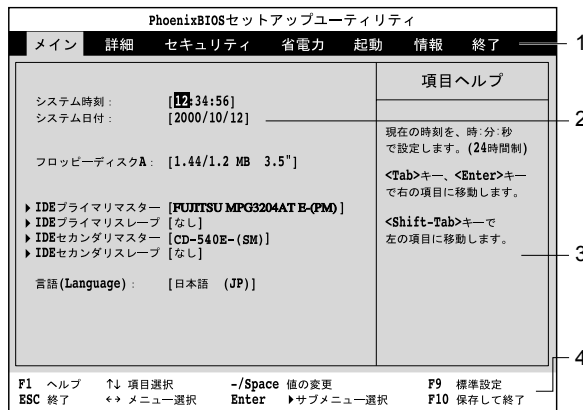 PhoenixBIOSセットアップユーティリティ
メイン 詳細 セキュリティ 省電力 起動 情報 終了
1
項目ヘルプ
システム時刻： [12:34:56]
システム日付： [2000/10/12]
2
現在の時刻を、時:分:秒
で設定します。(24時間制)
フロッピーディスクA： [1.44/1.2 MB 3.5"]
<Tab>キー、<Enter>キー
で右の項目に移動します。
IDEプライマリマスター [FUJITSU MPG3204AT E-(PM)]
IDEプライマリスレーブ [なし]
IDEセカンダリマスター [CD-540E-(SM)]
IDEセカンダリスレーブ [なし]
<Shift-Tab>キーで
左の項目に移動します。
3
言語(Language)： [日本語 (JP)]
4
F1 ヘルプ ↑↓ 項目選択 -/Space 値の変更 F9 標準設定
ESC 終了 ←→ メニュー選択 Enter ▶サブメニュー選択 F10 保存して終了